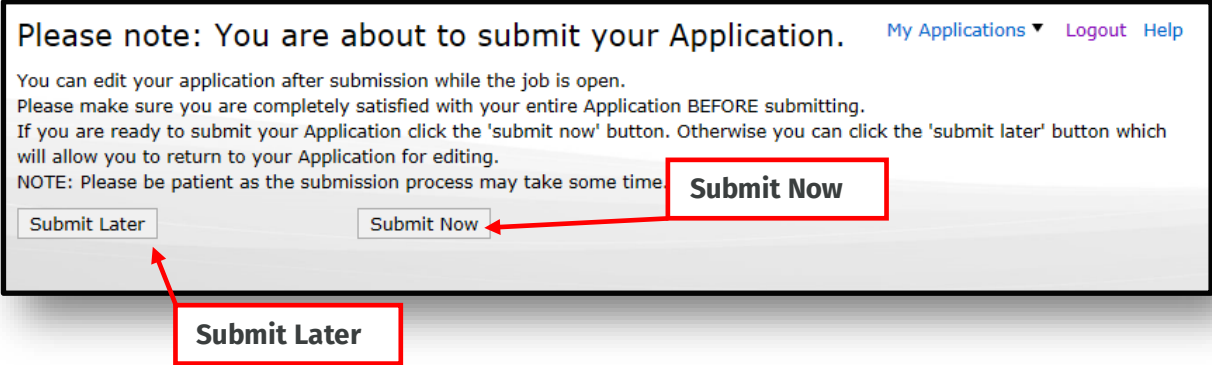 Please note: You are about to submit your Application.
My Applications ▼ Logout Help
You can edit your application after submission while the job is open.
Please make sure you are completely satisfied with your entire Application BEFORE submitting.
If you are ready to submit your Application click the 'submit now' button. Otherwise you can click the 'submit later' button which
will allow you to return to your Application for editing.
NOTE: Please be patient as the submission process may take some time.
Submit Now
Submit Later
Submit Now
Submit Later